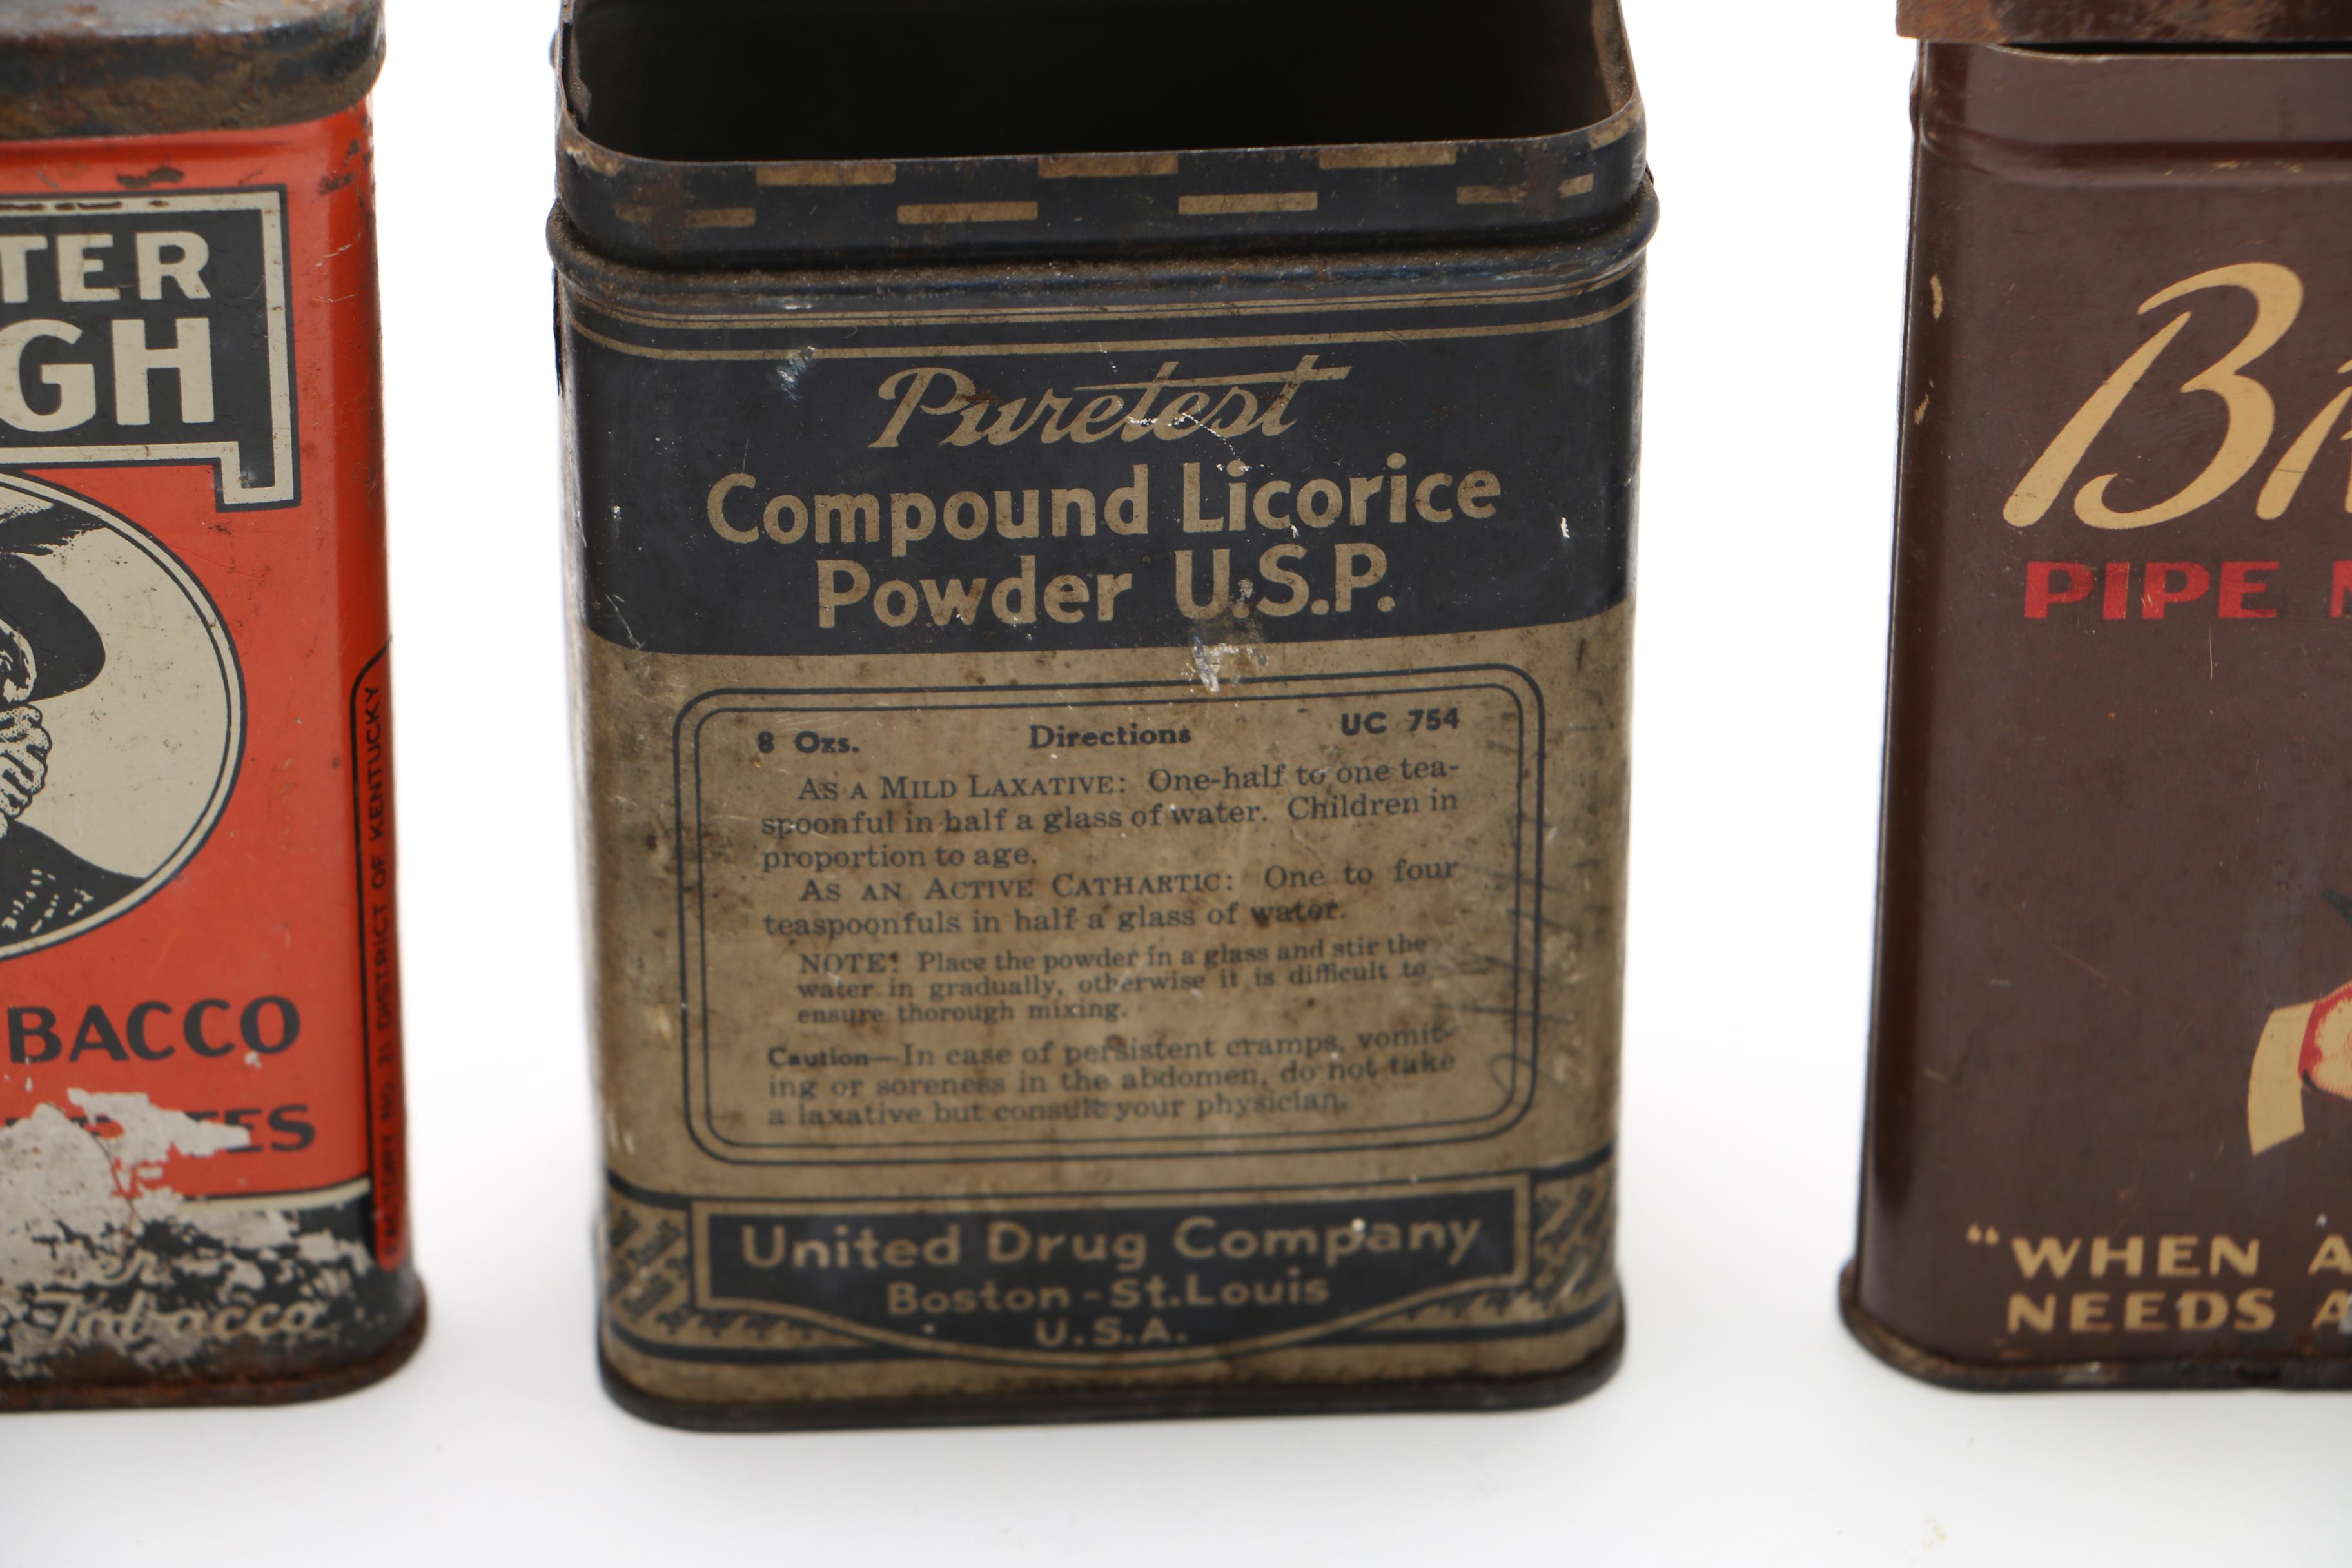 TER
GH
BACCO
ES
Tobacco
FACTORY No. 21 DISTRICT OF KENTUCKY
Puretest
Compound Licorice
Powder U.S.P.
8 Ozs. Directions UC 754
AS A MILD LAXATIVE: One-half to one tea-
spoonful in half a glass of water. Children in
proportion to age.
AS AN ACTIVE CATHARTIC: One to four
teaspoonfuls in half a glass of water.
NOTE: Place the powder in a glass and stir the
water in gradually, otherwise it is difficult to
ensure thorough mixing.
Caution—In case of persistent cramps, vomit-
ing or soreness in the abdomen, do not take
a laxative but consult your physician.
United Drug Company
Boston-St.Louis
U.S.A.
PIPE
"WHEN A
NEEDS A